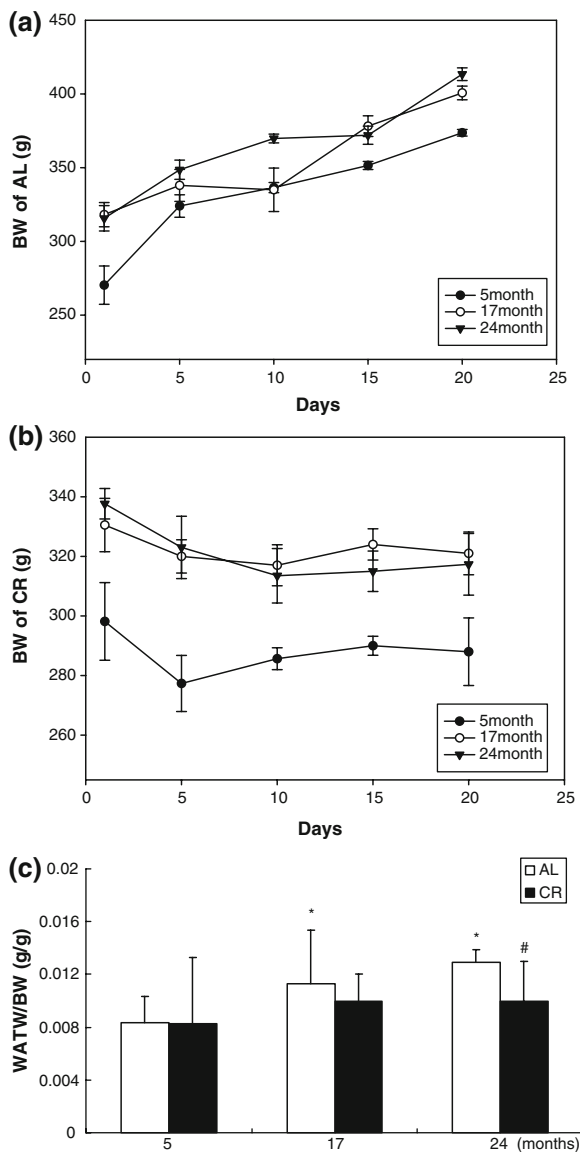 (a)
450
400
350
300
250
BW of AL (g)
5month
17month
24month
0 5 10 15 20 25
Days
(b)
360
340
320
300
280
260
BW of CR (g)
5month
17month
24month
0 5 10 15 20 25
Days
(c)
0.02
0.016
0.012
0.008
0.004
0
WATW/BW (g/g)
AL
CR
*
*
#
5 17 24 (months)